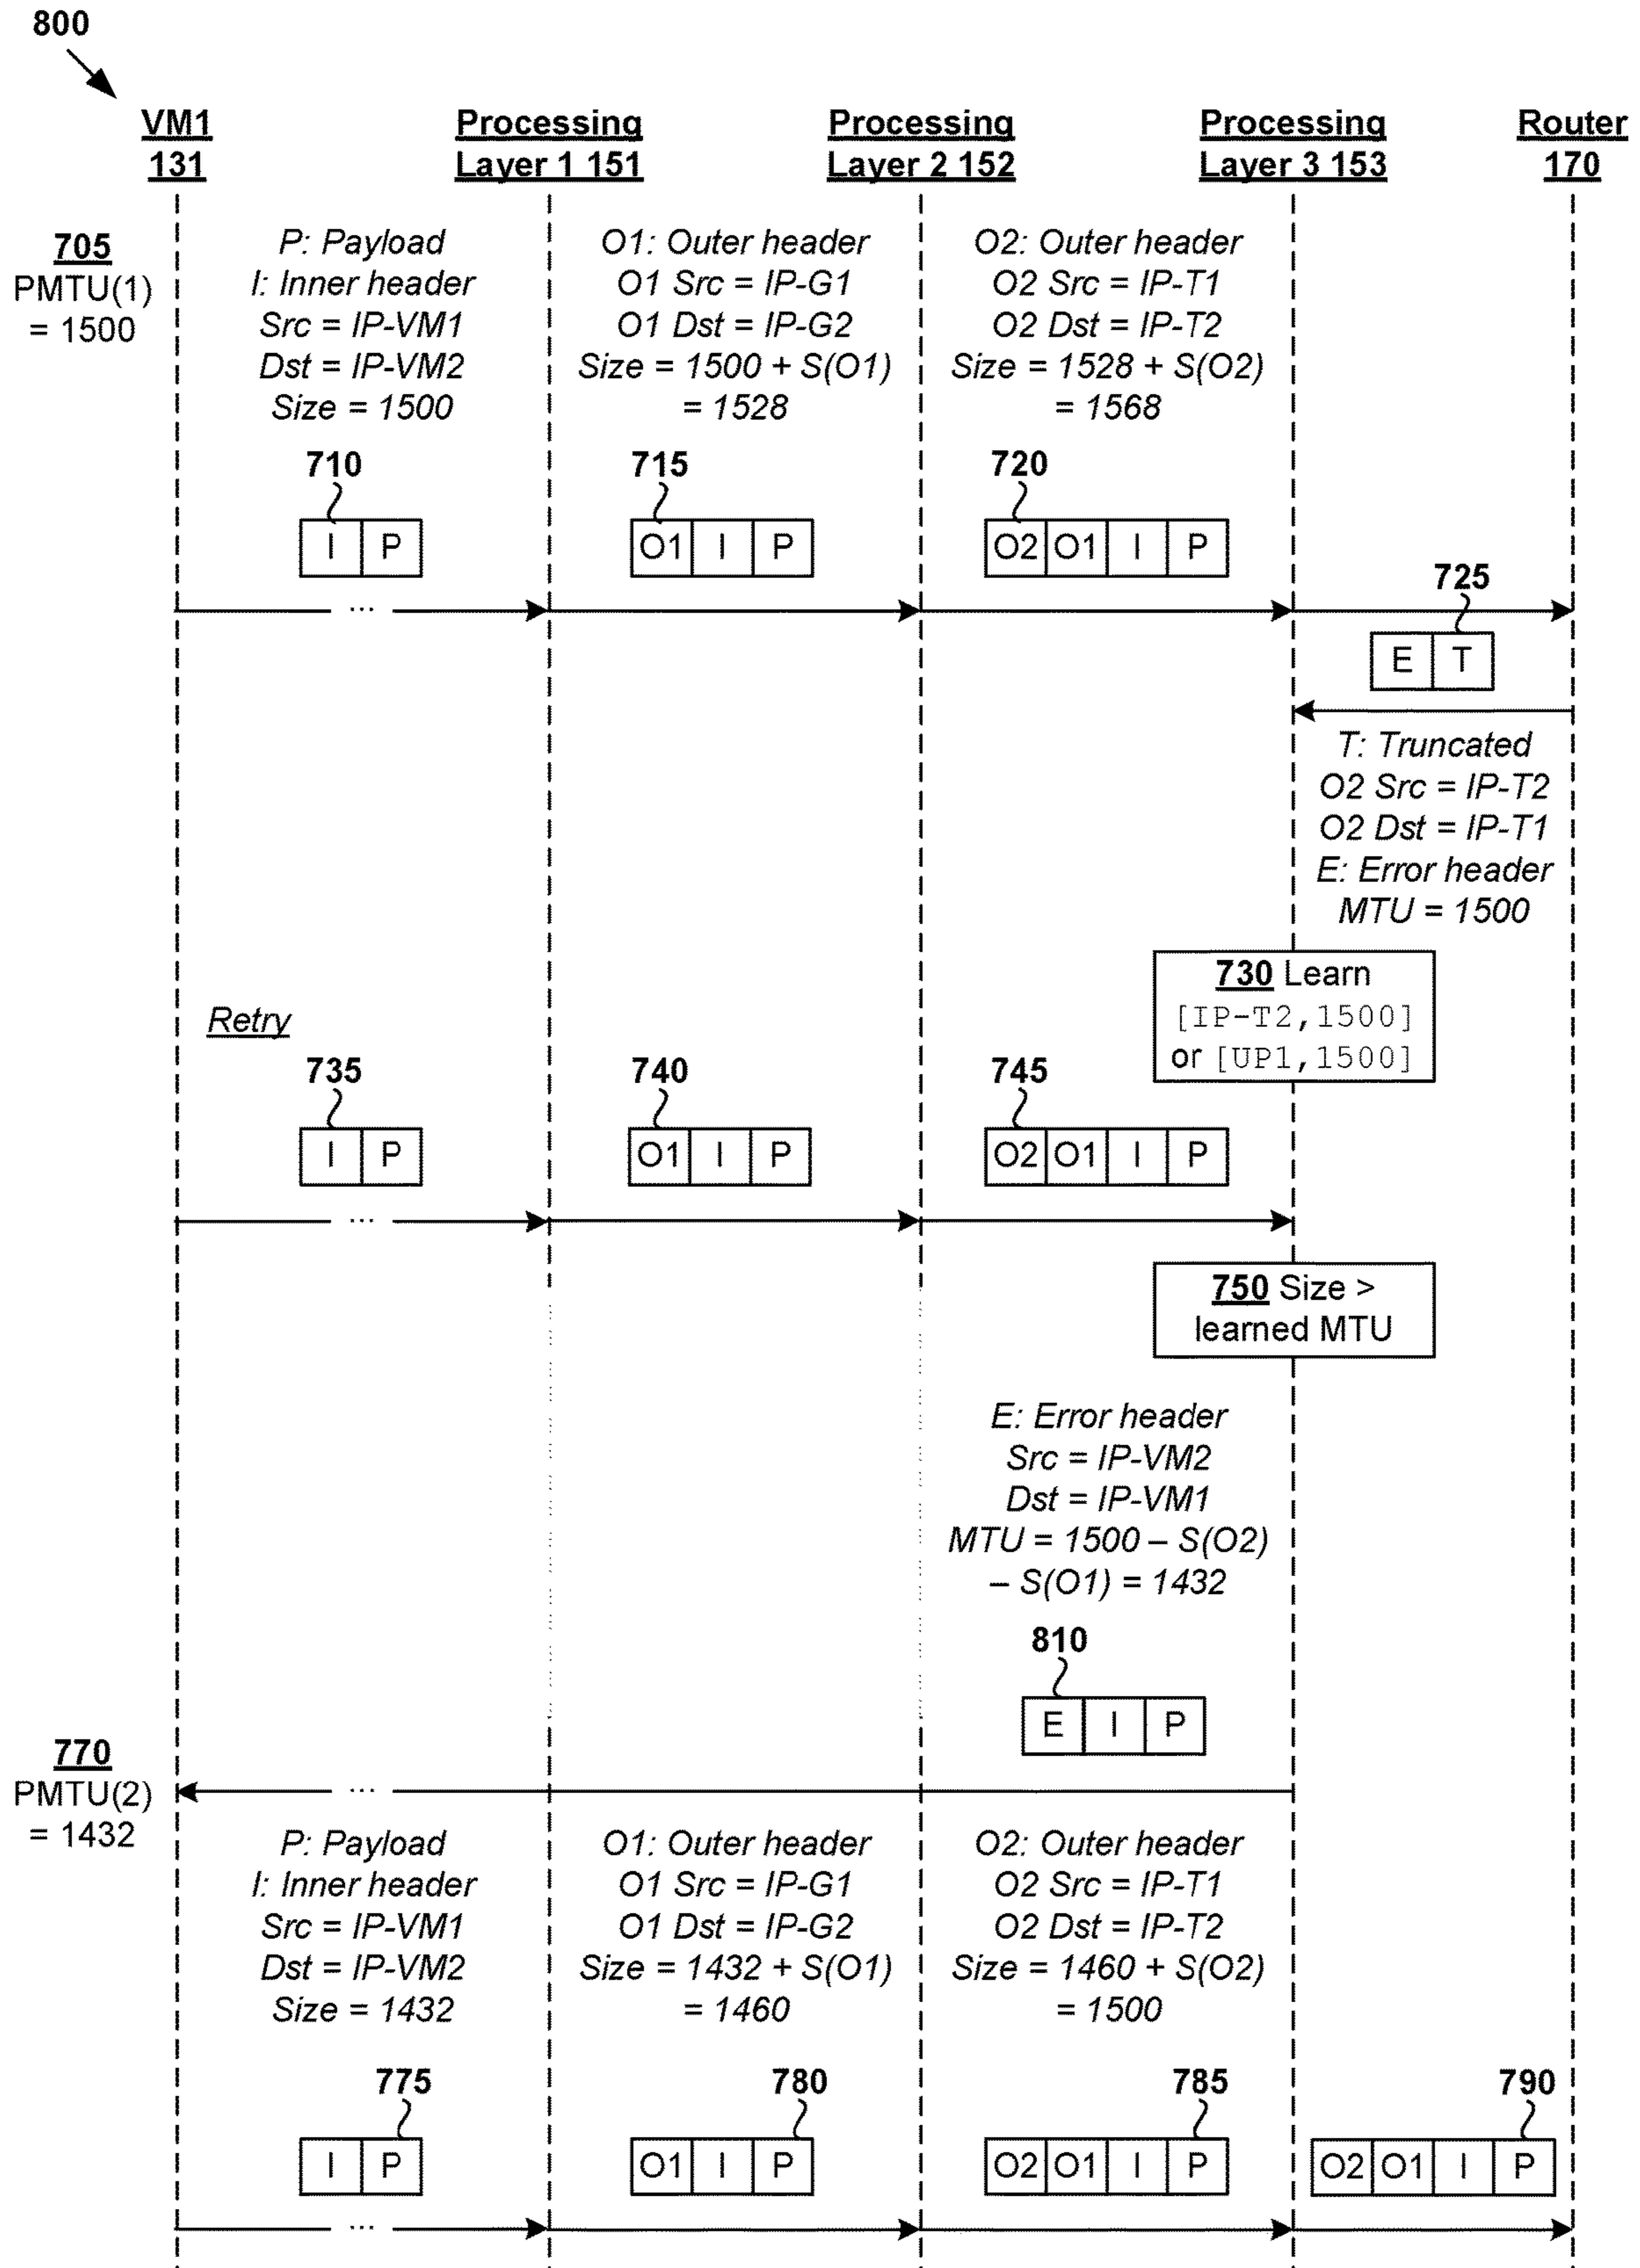 800
VM1
131
Processing
Layer 1 151
Processing
Layer 2 152
Processing
Layer 3 153
Router
170
705
PMTU(1)
= 1500
P: Payload
I: Inner header
Src = IP-VM1
Dst = IP-VM2
Size = 1500
O1: Outer header
O1 Src = IP-G1
O1 Dst = IP-G2
Size = 1500 + S(O1)
= 1528
O2: Outer header
O2 Src = IP-T1
O2 Dst = IP-T2
Size = 1528 + S(O2)
= 1568
710
I P
...
715
O1 I P
720
O2 O1 I P
725
E T
T: Truncated
O2 Src = IP-T2
O2 Dst = IP-T1
E: Error header
MTU = 1500
730 Learn
[IP-T2,1500]
or [UP1,1500]
Retry
735
I P
...
740
O1 I P
745
O2 O1 I P
750 Size >
learned MTU
E: Error header
Src = IP-VM2
Dst = IP-VM1
MTU = 1500 – S(O2)
– S(O1) = 1432
810
E I P
...
770
PMTU(2)
= 1432
P: Payload
I: Inner header
Src = IP-VM1
Dst = IP-VM2
Size = 1432
O1: Outer header
O1 Src = IP-G1
O1 Dst = IP-G2
Size = 1432 + S(O1)
= 1460
O2: Outer header
O2 Src = IP-T1
O2 Dst = IP-T2
Size = 1460 + S(O2)
= 1500
775
I P
...
780
O1 I P
785
O2 O1 I P
790
O2 O1 I P